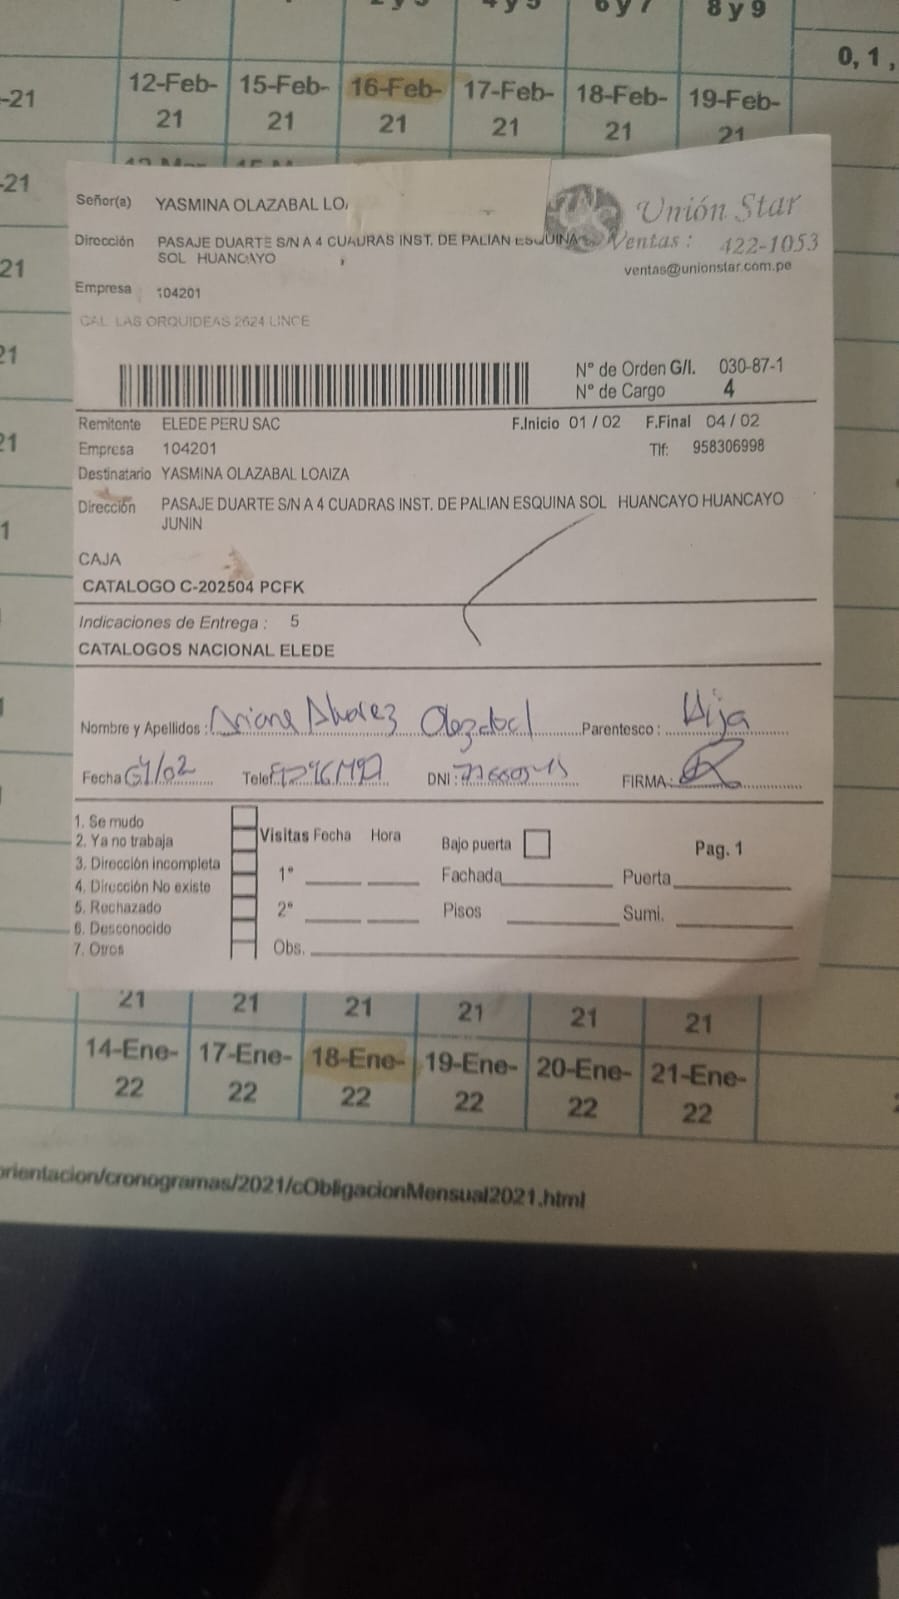 8 y 9
0, 1,
-21 12-Feb- 15-Feb- 16-Feb- 17-Feb- 18-Feb- 19-Feb-
21 21 21 21 21 21
-21
Señor(a) YASMINA OLAZABAL
Unión Star
Dirección PASAJE DUARTE S/N A 4 CUADRAS INST. DE PALIAN ESQUINA
Ventas : 422-1053
SOL HUANCAYO
ventas@unionstar.com.pe
Empresa 104201
CAL. LAS ORQUIDEAS 2624 LINCE
Nº de Orden G/I. 030-87-1
Nº de Cargo 4
Remitente ELEDE PERU SAC F.Inicio 01 / 02 F.Final 04 / 02
Empresa 104201 Tlf: 958306998
Destinatario YASMINA OLAZABAL LOAIZA
Dirección PASAJE DUARTE S/N A 4 CUADRAS INST. DE PALIAN ESQUINA SOL HUANCAYO HUANCAYO
JUNIN
CAJA
CATALOGO C-202504 PCFK
Indicaciones de Entrega : 5
CATALOGOS NACIONAL ELEDE
Nombre y Apellidos : Alvarez Parentesco : Hija
Fecha 04/02 Telef DNI : FIRMA :
1. Se mudo
2. Ya no trabaja
3. Dirección incompleta
4. Dirección No existe
5. Rechazado
6. Desconocido
7. Otros
Visitas Fecha Hora
1°
2°
Obs.
Bajo puerta
Fachada
Pisos
Pag. 1
Puerta
Sumi.
21 21 21 21 21 21
14-Ene- 17-Ene- 18-Ene- 19-Ene- 20-Ene- 21-Ene-
22 22 22 22 22 22
orientacion/cronogramas/2021/cObligacionMensual2021.html